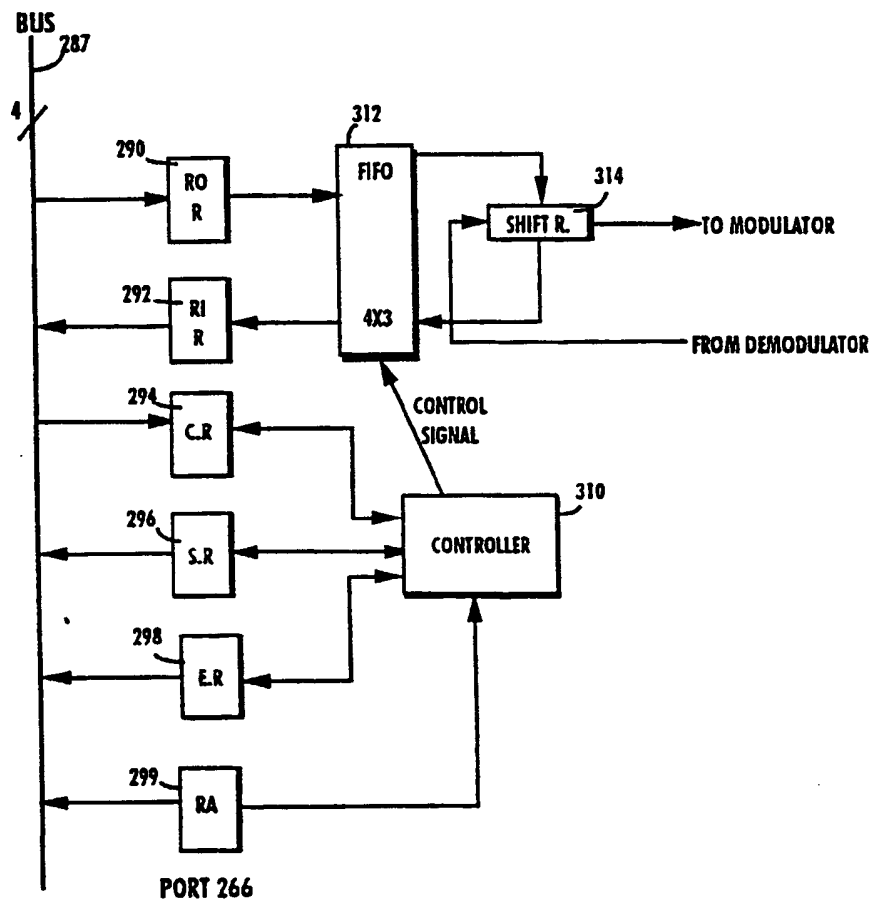 BUS
287
4
290
RO
R
312
FIFO
4X3
314
SHIFT R.
TO MODULATOR
292
RI
R
FROM DEMODULATOR
294
C.R
CONTROL
SIGNAL
296
S.R
310
CONTROLLER
298
E.R
299
RA
PORT 266